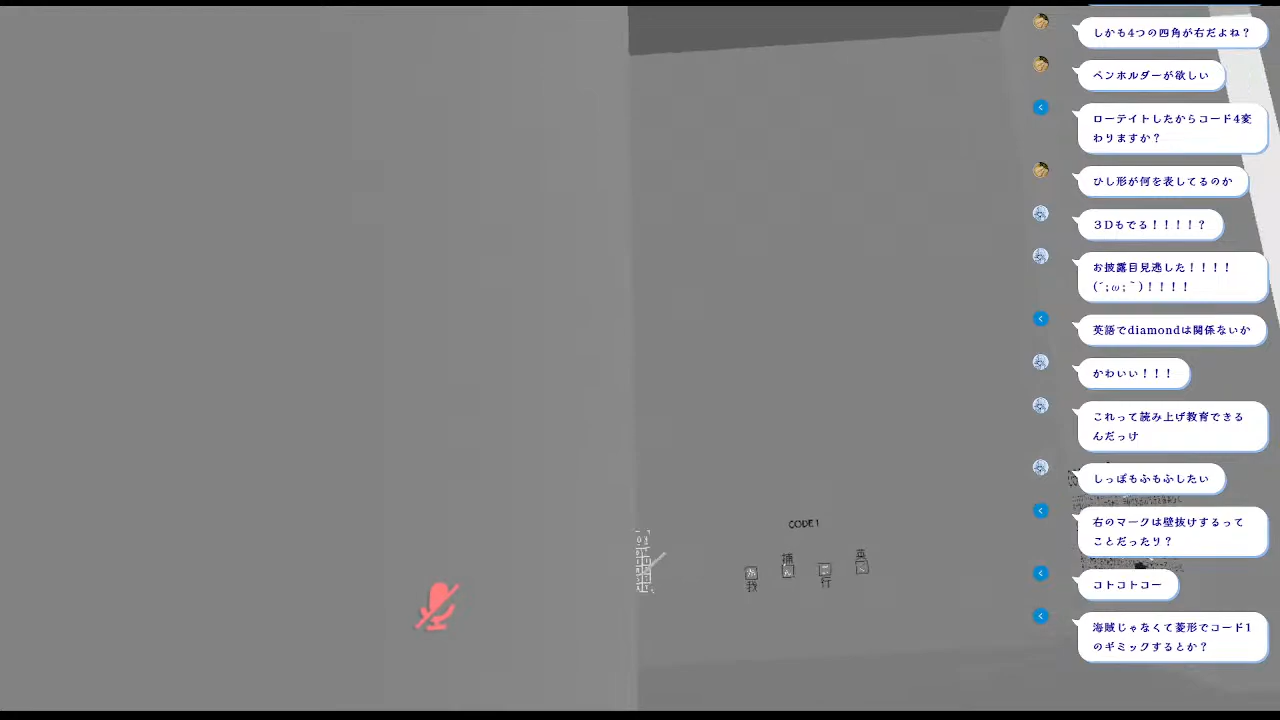 しかも4つの四角が右だよね？
ペンホルダーが欲しい
ローテイトしたからコード4変
わりますか？
ひし形が何を表してるのか
３Dもでる！！！！？
お披露目見逃した！！！！
(´;ω;｀)！！！！
英語でdiamondは関係ないか
かわいい！！！
これって読み上げ教育できる
んだっけ
しっぽもふもふしたい
右のマークは壁抜けするって
ことだったり？
コトコトコー
海賊じゃなくて菱形でコード1
のギミックするとか？
CODE1
捕
英
我
行